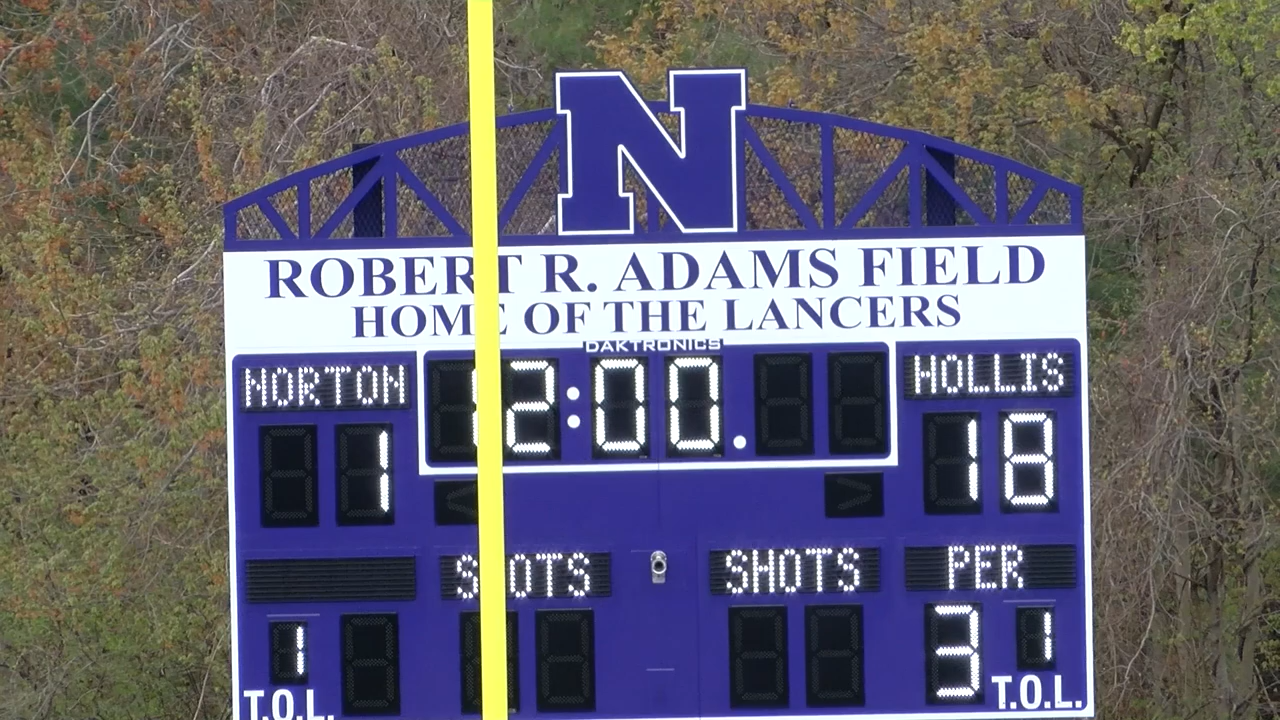 N
ROBERT R. ADAMS FIELD
HOME OF THE LANCERS
DAKTRONICS
NORTON 12:00. HOLLIS
1 18
SHOTS SHOTS PER
1 3 1
T.O.L. T.O.L.